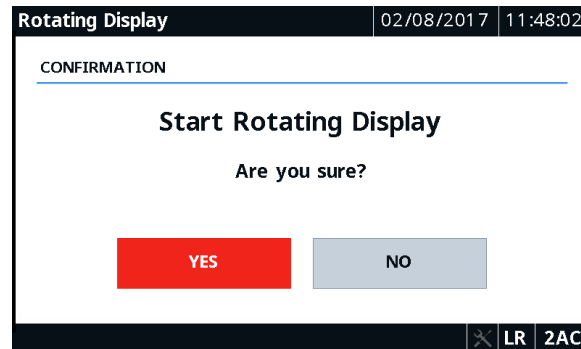 Rotating Display 02/08/2017 11:48:02
CONFIRMATION
Start Rotating Display
Are you sure?
YES NO
LR 2AC